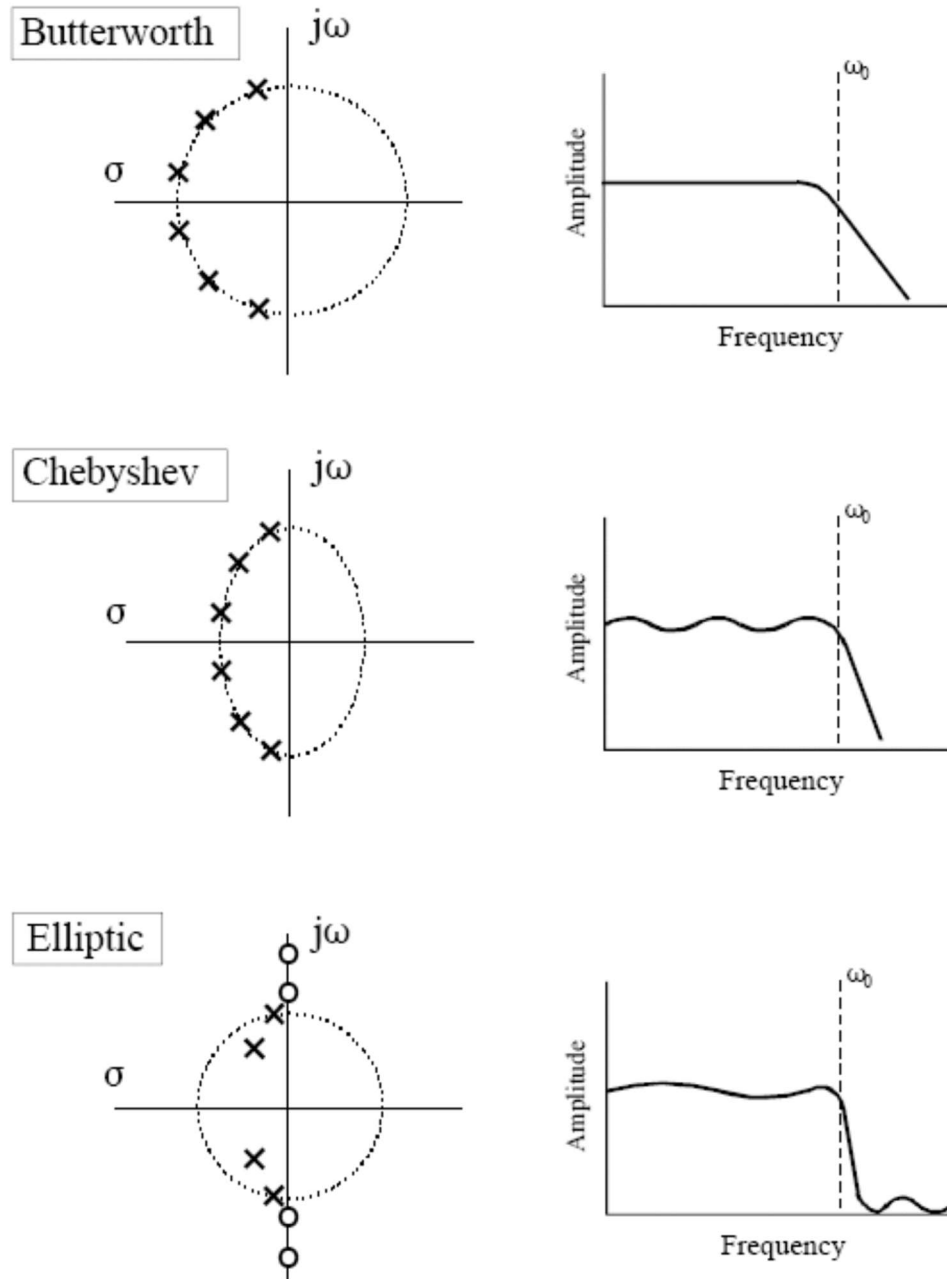 Butterworth
jω
σ
ω₀
Amplitude
Frequency
Chebyshev
jω
σ
ω₀
Amplitude
Frequency
Elliptic
jω
σ
ω₀
Amplitude
Frequency